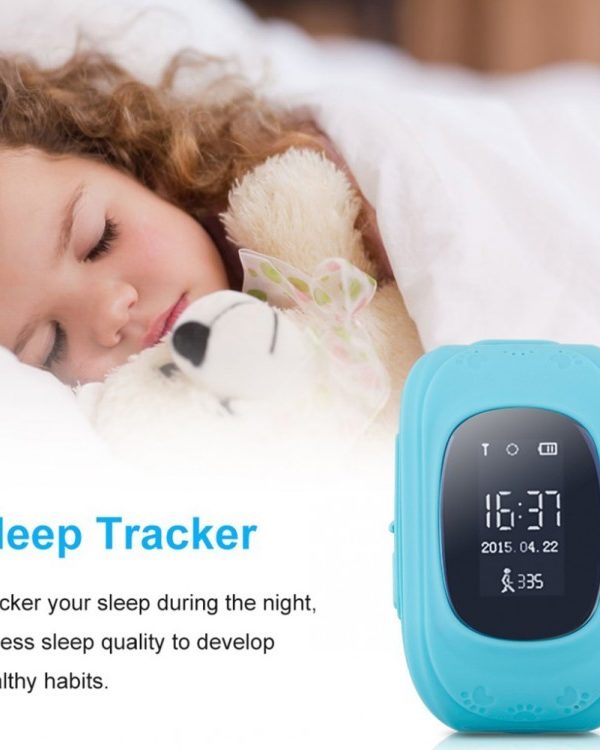 leep Tracker
cker your sleep during the night,
ess sleep quality to develop
lthy habits.
16:37
2015.04.22
335